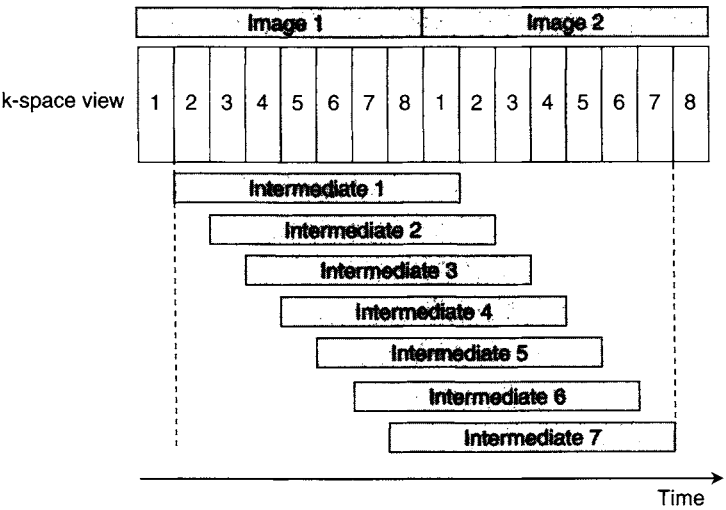 Image 1 Image 2
k-space view 1 2 3 4 5 6 7 8 1 2 3 4 5 6 7 8
Intermediate 1
Intermediate 2
Intermediate 3
Intermediate 4
Intermediate 5
Intermediate 6
Intermediate 7
Time